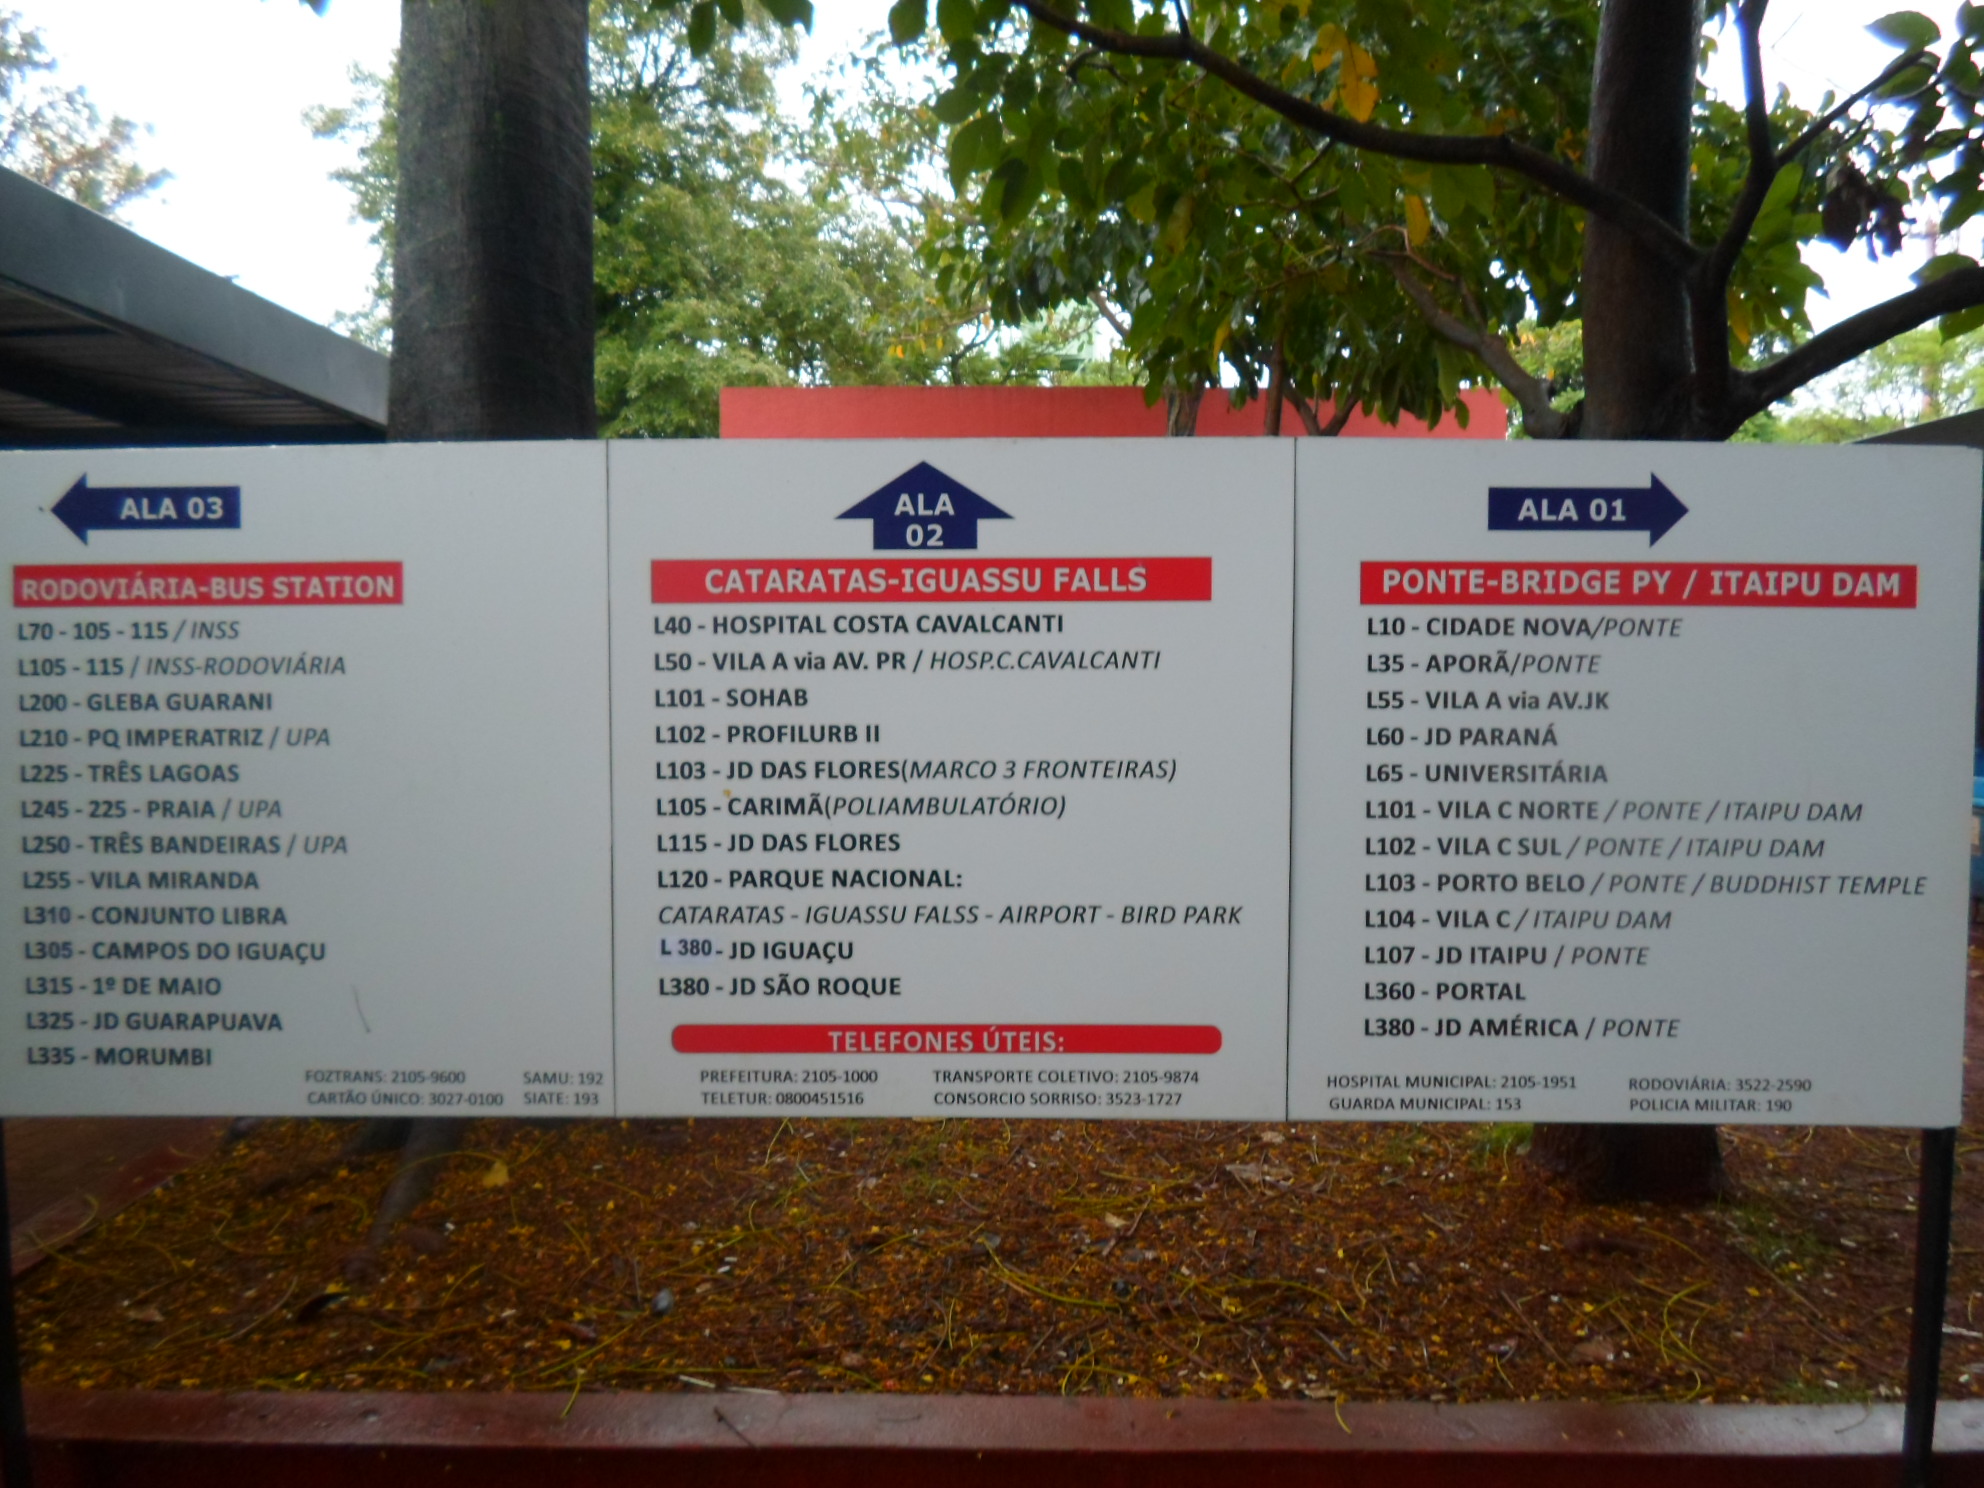 ALA 03
RODOVIÁRIA-BUS STATION
L70 - 105 - 115 / INSS
L105 - 115 / INSS-RODOVIÁRIA
L200 - GLEBA GUARANI
L210 - PQ IMPERATRIZ / UPA
L225 - TRÊS LAGOAS
L245 - 225 - PRAIA / UPA
L250 - TRÊS BANDEIRAS / UPA
L255 - VILA MIRANDA
L310 - CONJUNTO LIBRA
L305 - CAMPOS DO IGUAÇU
L315 - 1º DE MAIO
L325 - JD GUARAPUAVA
L335 - MORUMBI
FOZTRANS: 2105-9600 SAMU: 192
CARTÃO ÚNICO: 3027-0100 SIATE: 193
ALA
02
CATARATAS-IGUASSU FALLS
L40 - HOSPITAL COSTA CAVALCANTI
L50 - VILA A via AV. PR / HOSP.C.CAVALCANTI
L101 - SOHAB
L102 - PROFILURB II
L103 - JD DAS FLORES(MARCO 3 FRONTEIRAS)
L105 - CARIMÃ(POLIAMBULATÓRIO)
L115 - JD DAS FLORES
L120 - PARQUE NACIONAL:
CATARATAS - IGUASSU FALSS - AIRPORT - BIRD PARK
L 380 - JD IGUAÇU
L380 - JD SÃO ROQUE
TELEFONES ÚTEIS:
PREFEITURA: 2105-1000 TRANSPORTE COLETIVO: 2105-9874
TELETUR: 0800451516 CONSORCIO SORRISO: 3523-1727
ALA 01
PONTE-BRIDGE PY / ITAIPU DAM
L10 - CIDADE NOVA/PONTE
L35 - APORÃ/PONTE
L55 - VILA A via AV.JK
L60 - JD PARANÁ
L65 - UNIVERSITÁRIA
L101 - VILA C NORTE / PONTE / ITAIPU DAM
L102 - VILA C SUL / PONTE / ITAIPU DAM
L103 - PORTO BELO / PONTE / BUDDHIST TEMPLE
L104 - VILA C / ITAIPU DAM
L107 - JD ITAIPU / PONTE
L360 - PORTAL
L380 - JD AMÉRICA / PONTE
HOSPITAL MUNICIPAL: 2105-1951 RODOVIÁRIA: 3522-2590
GUARDA MUNICIPAL: 153 POLICIA MILITAR: 190